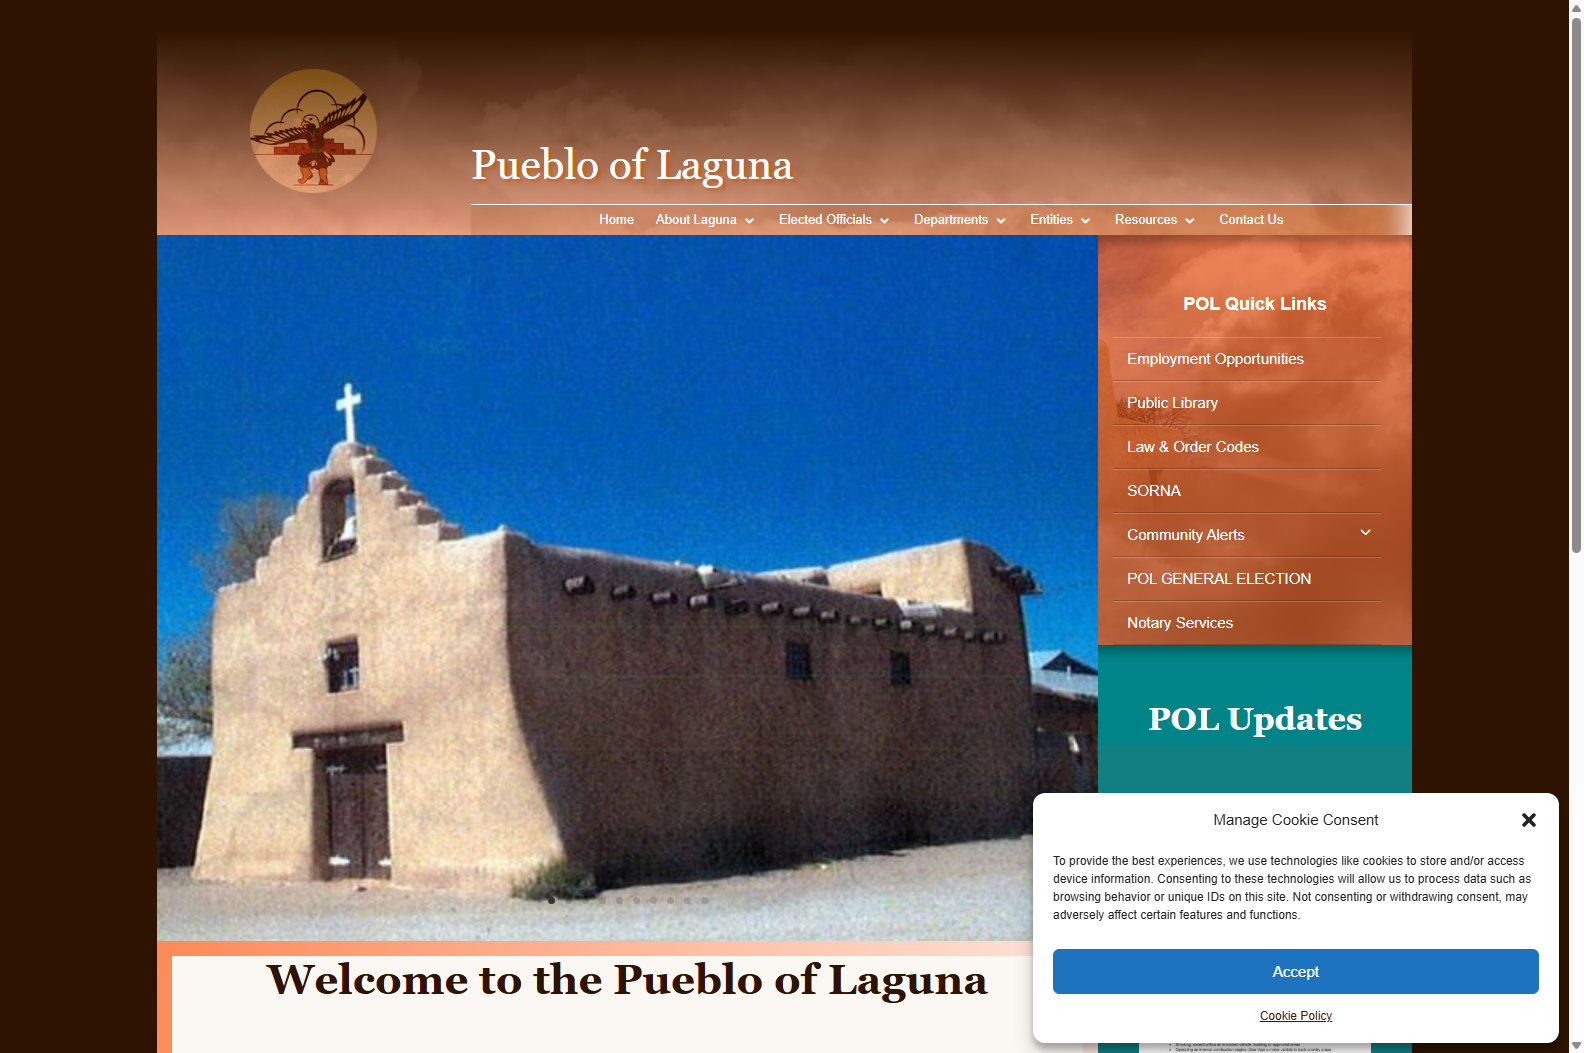 Pueblo of Laguna
Home About Laguna Elected Officials Departments Entities Resources Contact Us
POL Quick Links
Employment Opportunities
Public Library
Law & Order Codes
SORNA
Community Alerts
POL GENERAL ELECTION
Notary Services
POL Updates
Welcome to the Pueblo of Laguna
Manage Cookie Consent
To provide the best experiences, we use technologies like cookies to store and/or access
device information. Consenting to these technologies will allow us to process data such as
browsing behavior or unique IDs on this site. Not consenting or withdrawing consent, may
adversely affect certain features and functions.
Accept
Cookie Policy